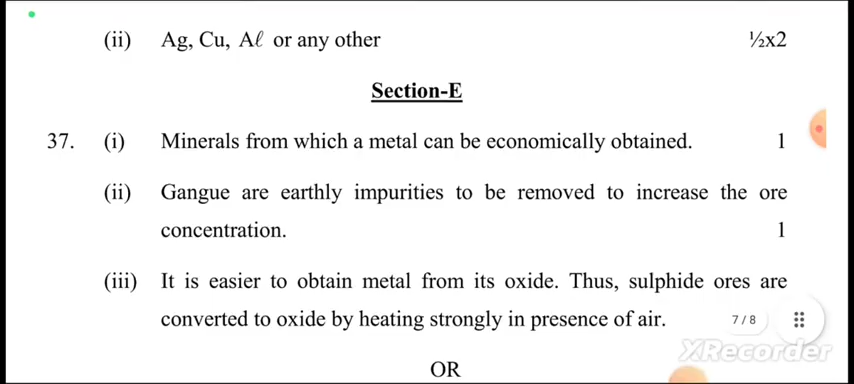 (ii) Ag, Cu, Aℓ or any other ½x2
Section-E
37. (i) Minerals from which a metal can be economically obtained. 1
(ii) Gangue are earthly impurities to be removed to increase the ore
concentration. 1
(iii) It is easier to obtain metal from its oxide. Thus, sulphide ores are
converted to oxide by heating strongly in presence of air. 7 / 8
XRecorder
OR